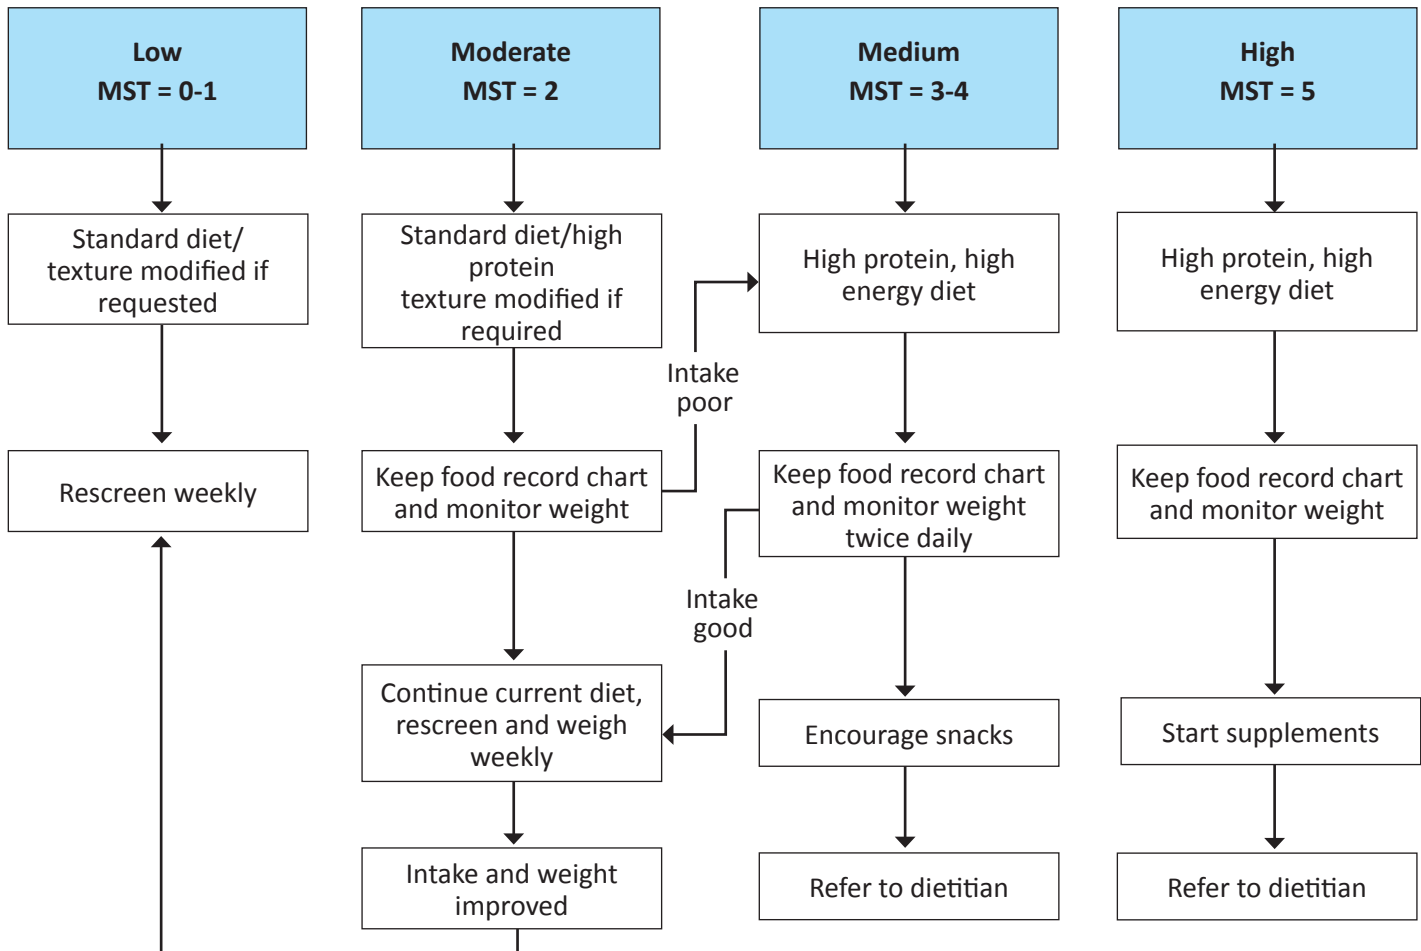 Low
MST = 0-1
Moderate
MST = 2
Medium
MST = 3-4
High
MST = 5
Standard diet/
texture modified if
requested
Standard diet/high
protein
texture modified if
required
High protein, high
energy diet
High protein, high
energy diet
Intake
poor
Rescreen weekly
Keep food record chart
and monitor weight
Keep food record chart
and monitor weight
twice daily
Keep food record chart
and monitor weight
Intake
good
Continue current diet,
rescreen and weigh
weekly
Encourage snacks
Start supplements
Intake and weight
improved
Refer to dietitian
Refer to dietitian